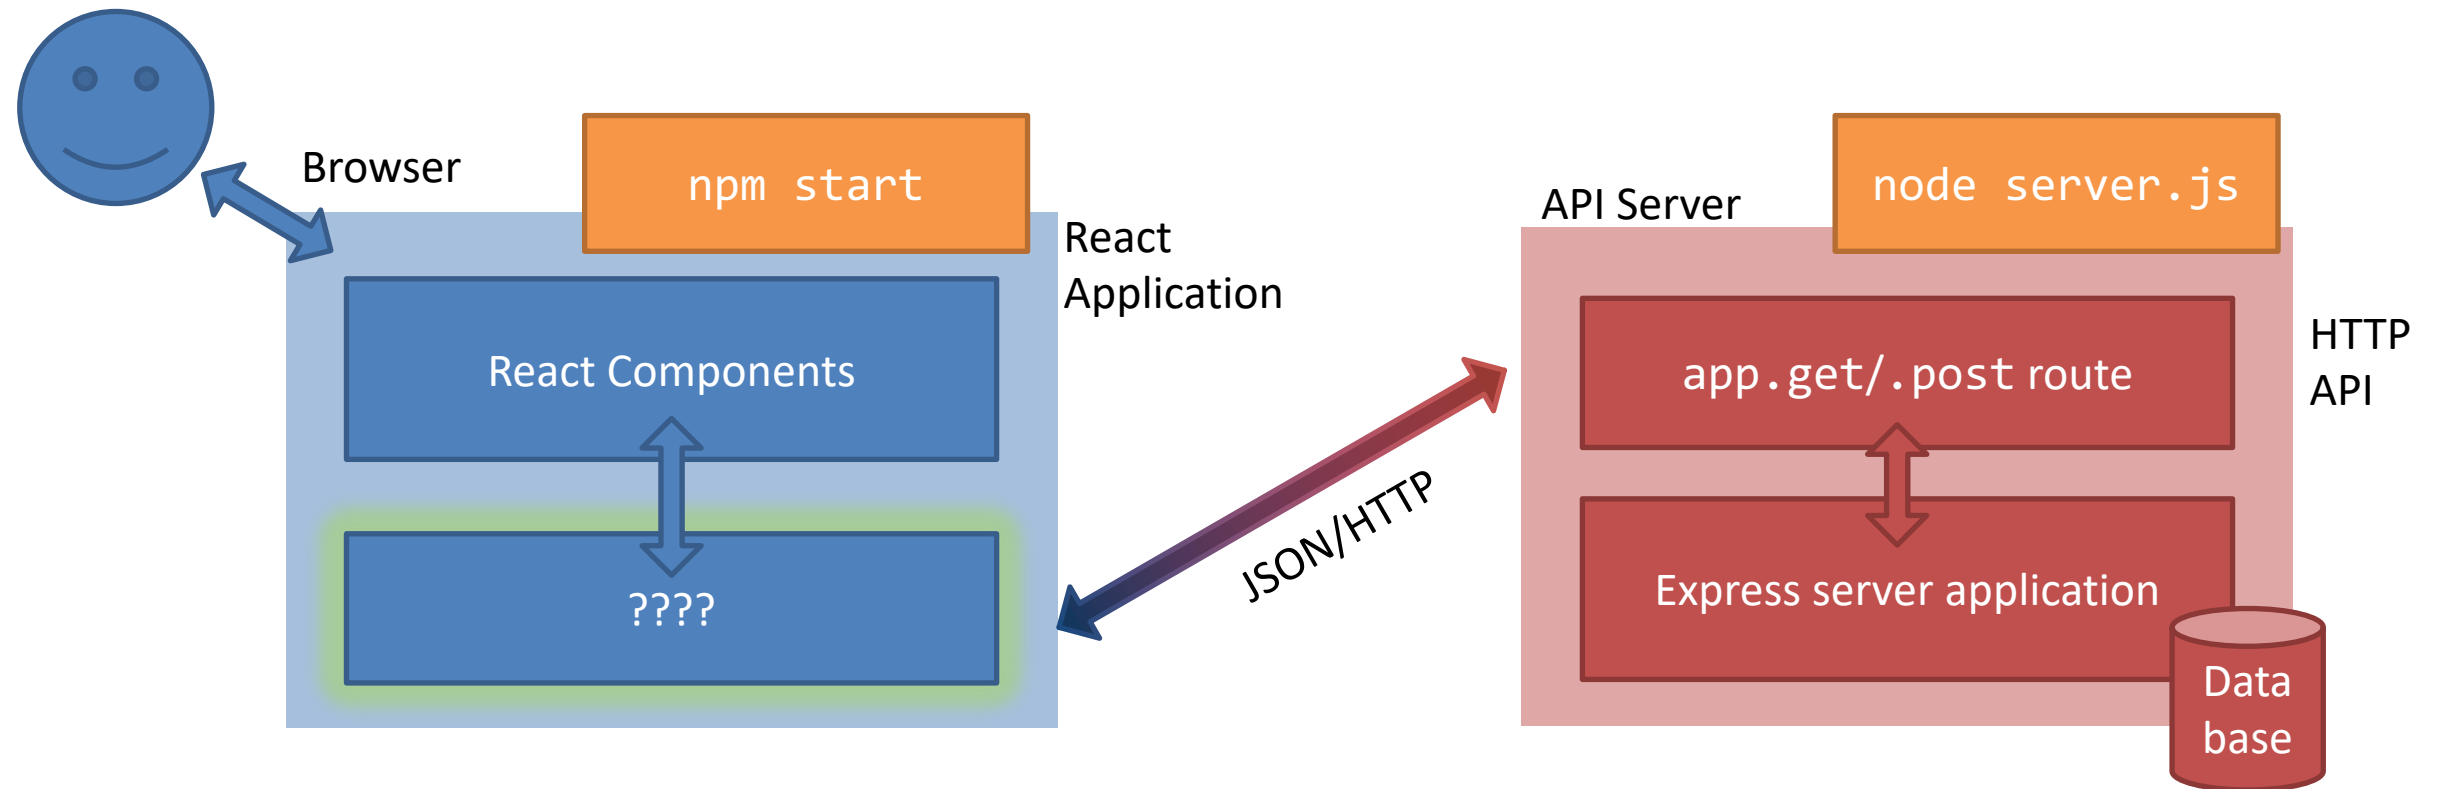 Browser
npm start
React
Application
React Components
????
JSON/HTTP
API Server
node server.js
HTTP
API
app.get/.post route
Express server application
Data
base